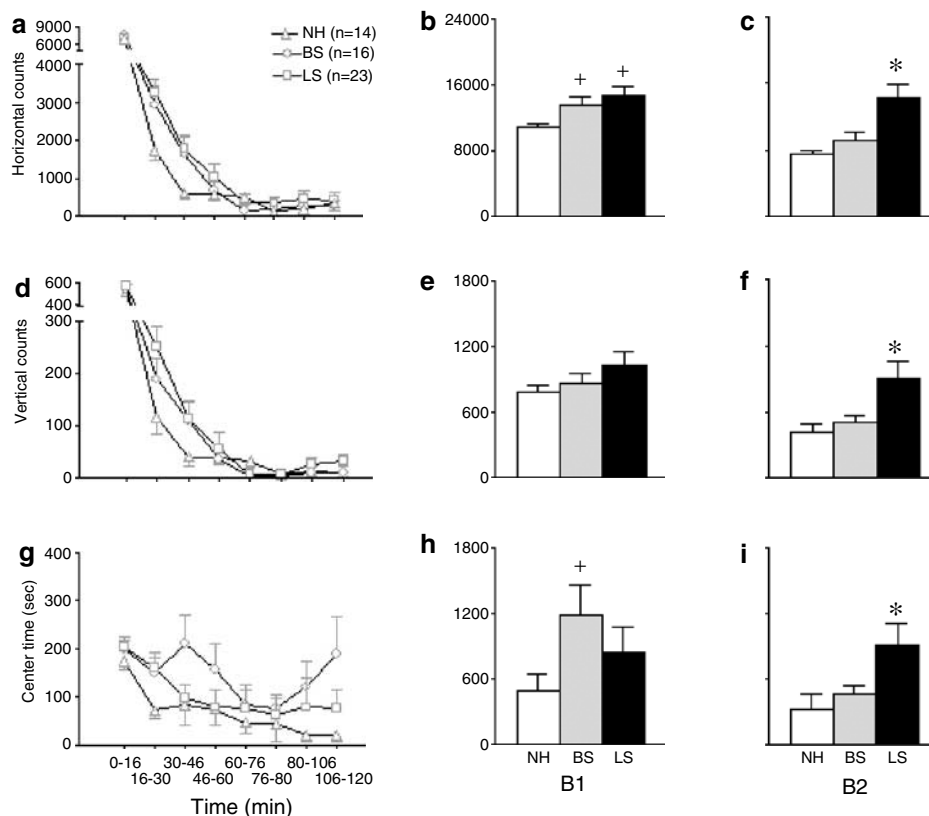 a
9000
6000
4000
3000
2000
1000
0
Horizontal counts
NH (n=14)
BS (n=16)
LS (n=23)
b
24000
16000
8000
0
+ +
c
*
d
600
400
300
200
100
0
Vertical counts
e
1800
1200
600
0
f
*
g
400
300
200
100
0
Center time (sec)
0-16 30-46 60-76 80-106
16-30 46-60 76-80 106-120
Time (min)
h
1800
1200
600
0
+
NH BS LS
B1
i
*
NH BS LS
B2